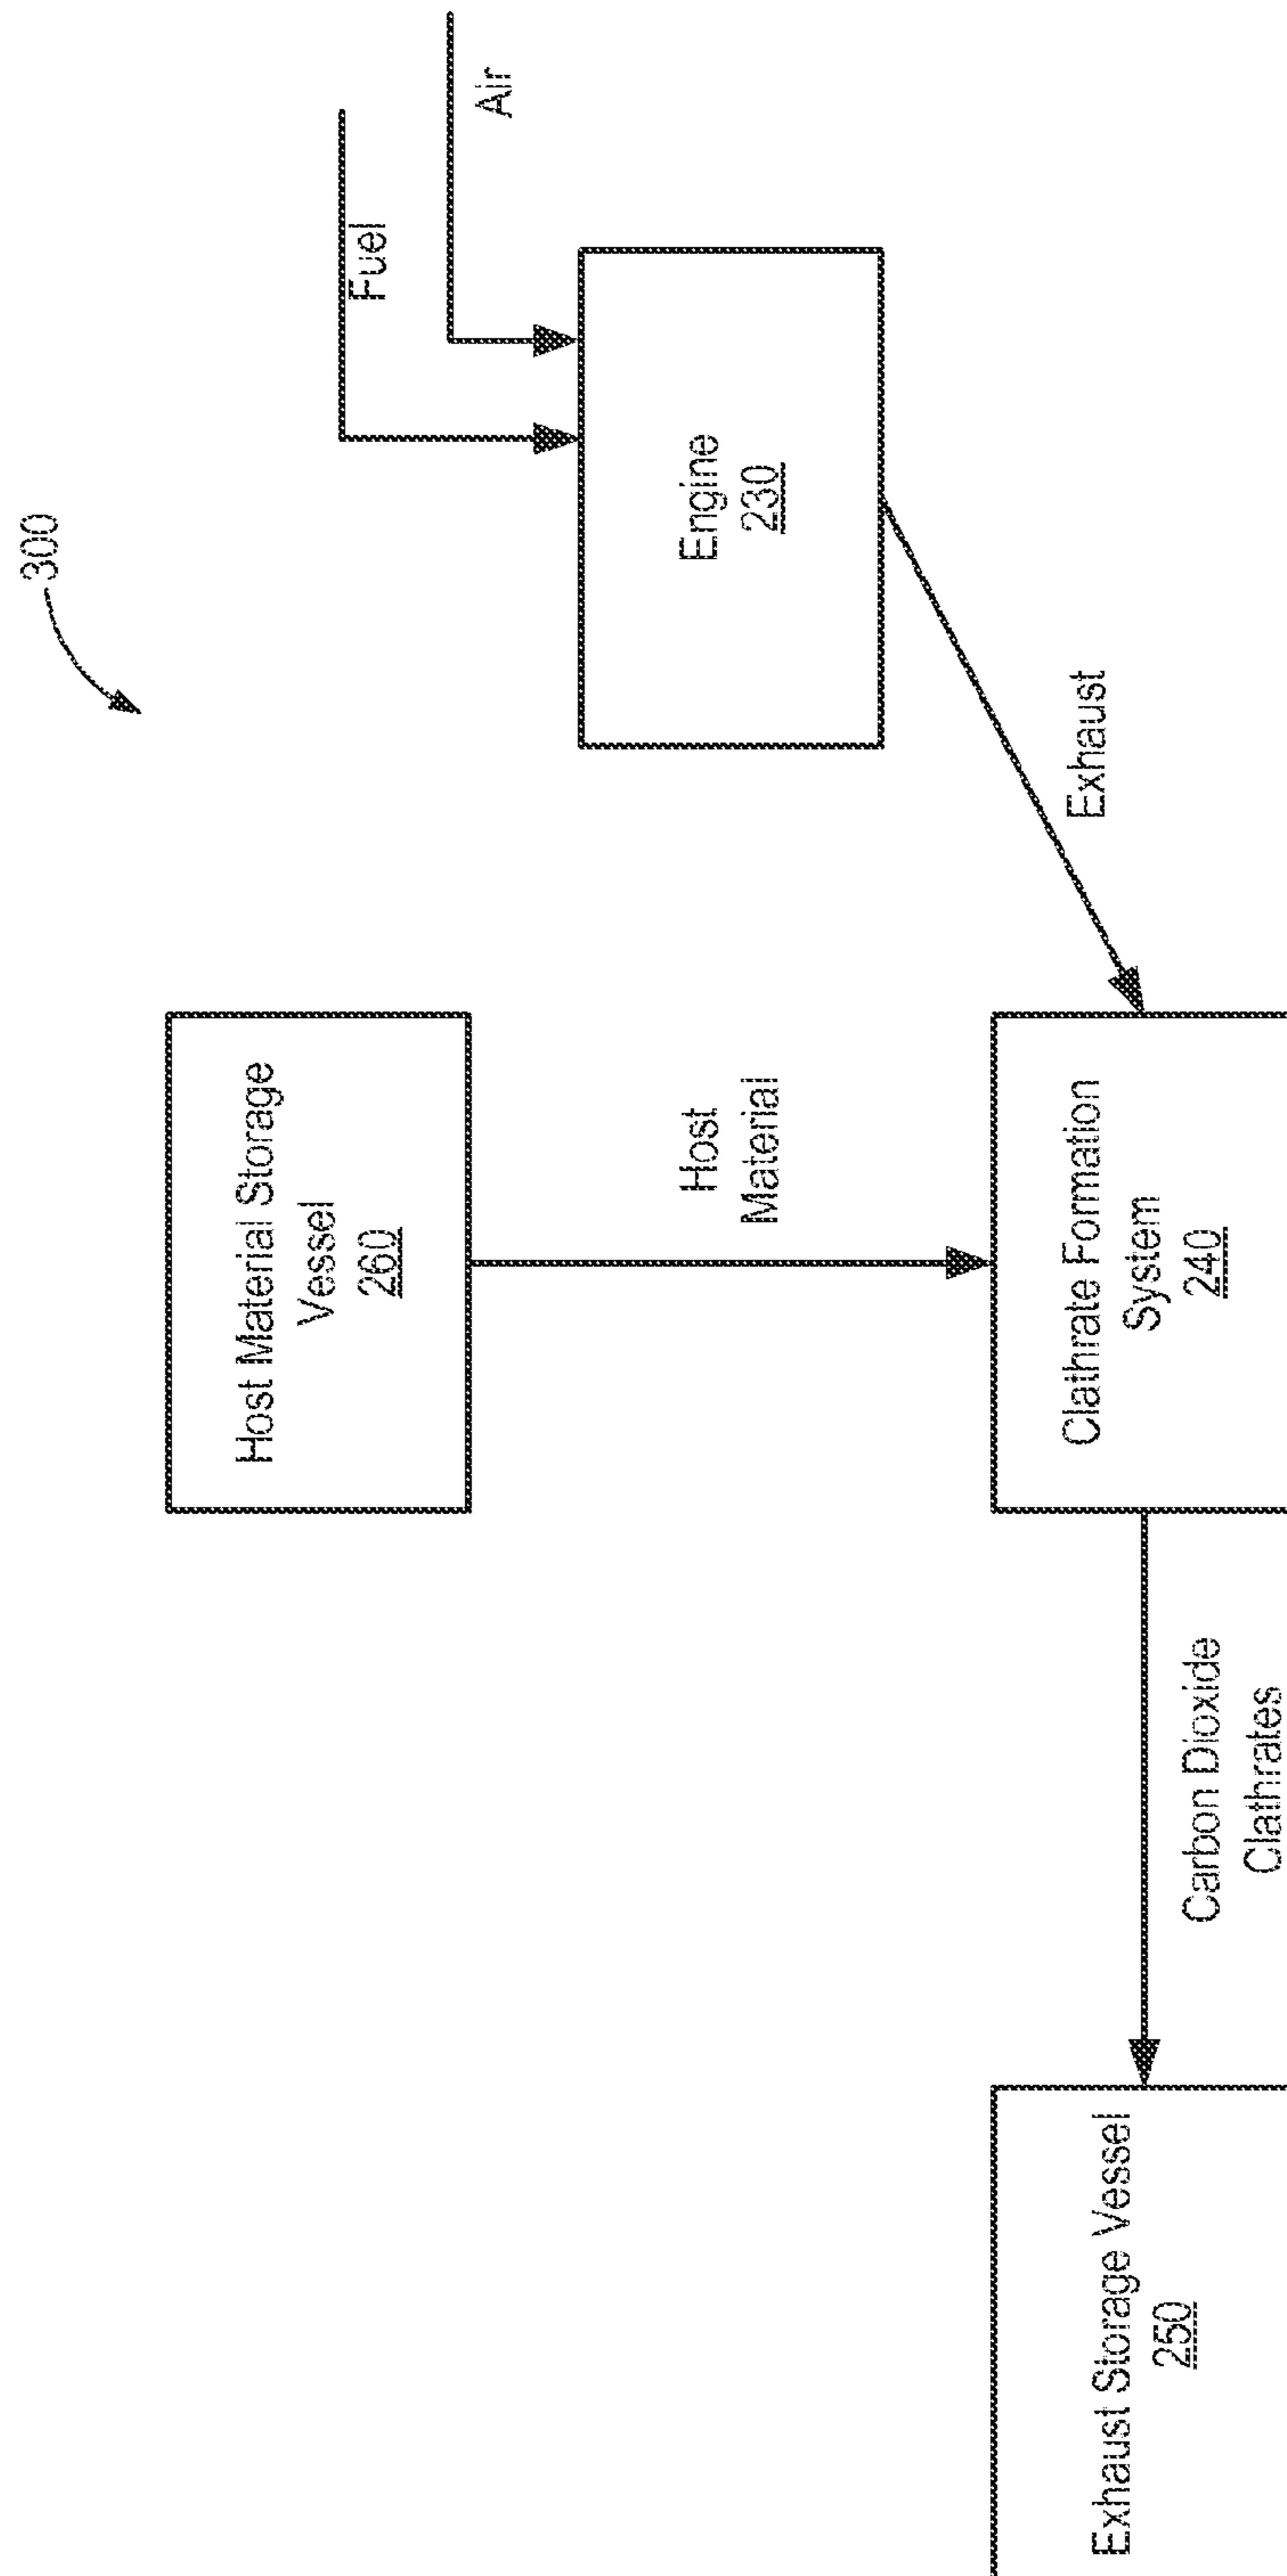 300
Fuel
Air
Host Material Storage
Vessel
260
Engine
230
Host
Material
Exhaust
Exhaust Storage Vessel
250
Carbon Dioxide
Clathrates
Clathrate Formation
System
240